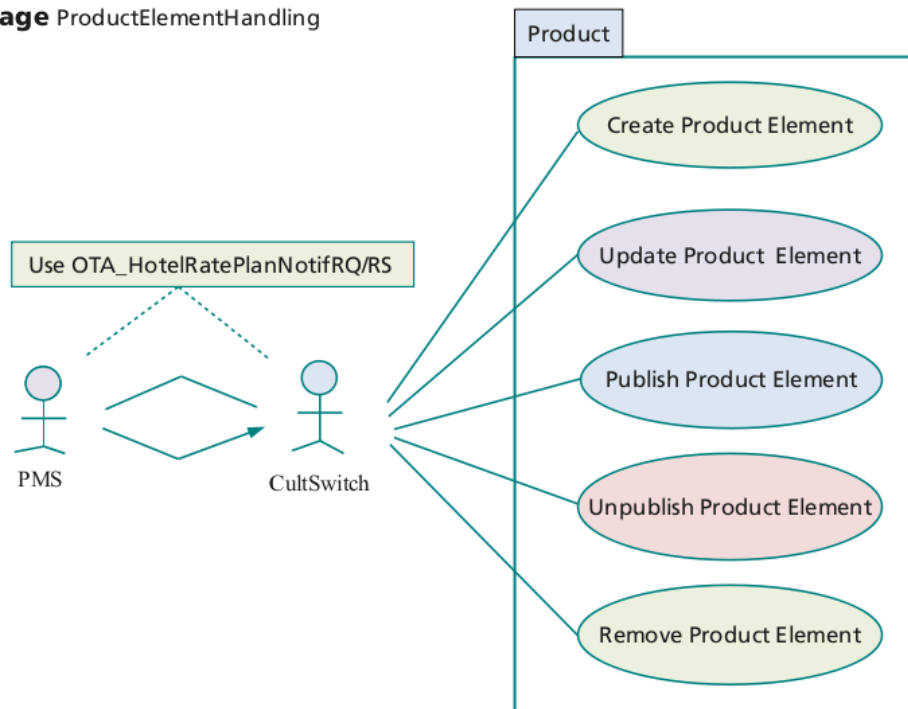 age ProductElementHandling
Product
Create Product Element
Update Product Element
Use OTA_HotelRatePlanNotifRQ/RS
Publish Product Element
PMS
CultSwitch
Unpublish Product Element
Remove Product Element